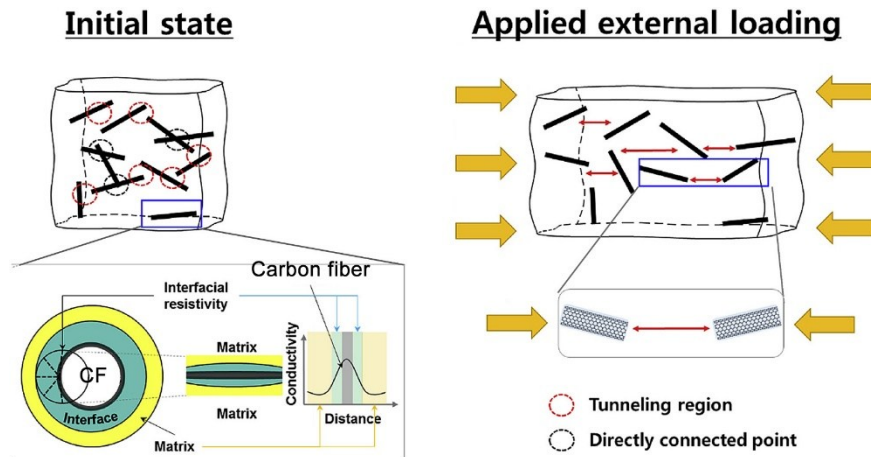 Initial state
Applied external loading
Carbon fiber
Interfacial
resistivity
CF
Interface
Matrix
Matrix
Matrix
Conductivity
Distance
Tunneling region
Directly connected point